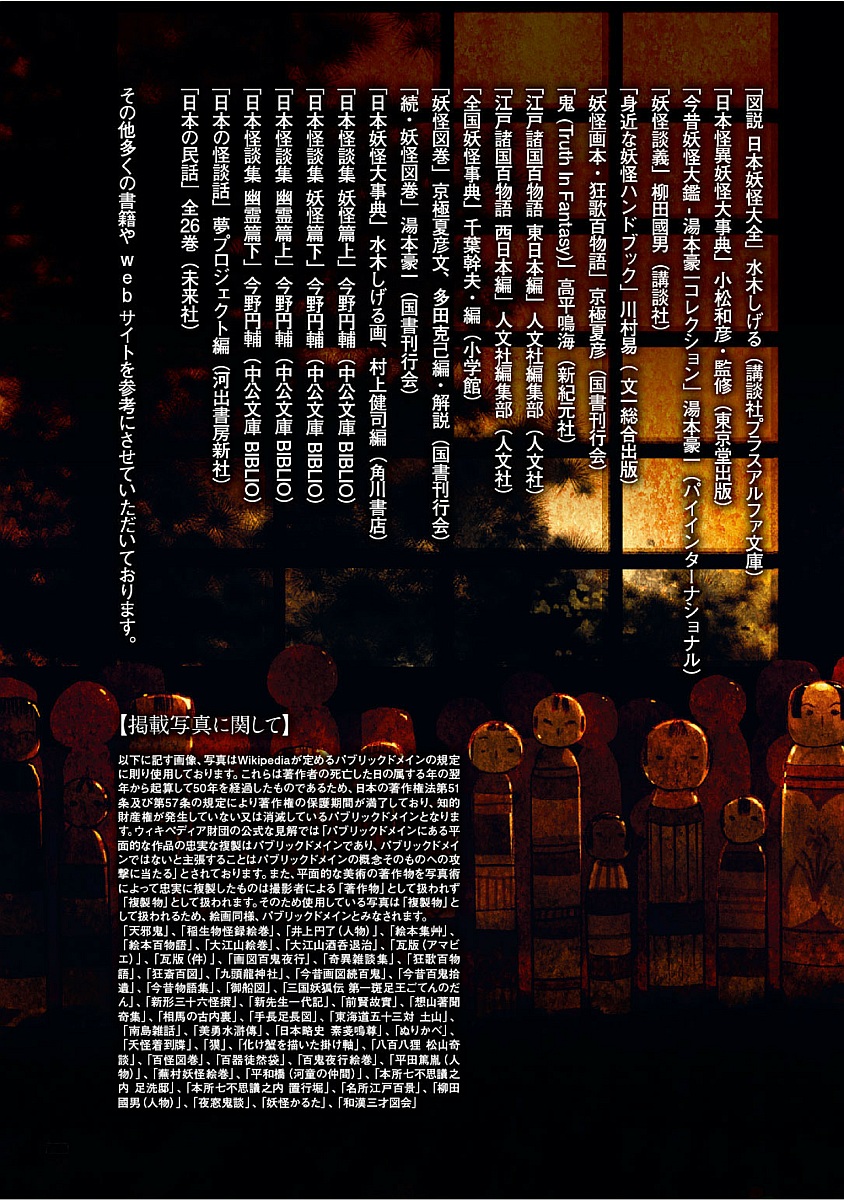 「図説 日本妖怪大全」 水木しげる （講談社プラスアルファ文庫）
「日本怪異妖怪大事典」 小松和彦・監修 （東京堂出版）
「今昔妖怪大鑑 - 湯本豪一コレクション」 湯本豪一 （パイインターナショナル）
「妖怪談義」 柳田國男 （講談社）
「身近な妖怪ハンドブック」 川村易 （文一総合出版）
「妖怪画本・狂歌百物語」 京極夏彦 （国書刊行会）
「鬼 （Truth In Fantasy）」 高平鳴海 （新紀元社）
「江戸諸国百物語 東日本編」 人文社編集部 （人文社）
「江戸諸国百物語 西日本編」 人文社編集部 （人文社）
「全国妖怪事典」 千葉幹夫・編 （小学館）
「妖怪図巻」 京極夏彦文、多田克己編・解説 （国書刊行会）
「続・妖怪図巻」 湯本豪一 （国書刊行会）
「日本妖怪大事典」 水木しげる画、村上健司編 （角川書店）
「日本怪談集 妖怪篇上」 今野円輔 （中公文庫 BIBLIO）
「日本怪談集 妖怪篇下」 今野円輔 （中公文庫 BIBLIO）
「日本怪談集 幽霊篇上」 今野円輔 （中公文庫 BIBLIO）
「日本怪談集 幽霊篇下」 今野円輔 （中公文庫 BIBLIO）
「日本の怪談話」 夢プロジェクト編 （河出書房新社）
「日本の民話」 全26巻 （未来社）
その他多くの書籍や web サイトを参考にさせていただいております。
【掲載写真に関して】
以下に記す画像、写真はWikipediaが定めるパブリックドメインの規定
に則り使用しております。これらは著作者の死亡した日の属する年の翌
年から起算して50年を経過したものであるため、日本の著作権法第51
条及び第57条の規定により著作権の保護期間が満了しており、知的
財産権が発生していない又は消滅しているパブリックドメインとなりま
す。ウィキペディア財団の公式な見解では「パブリックドメインにある平
面的な作品の忠実な複製はパブリックドメインであり、パブリックドメイ
ンではないと主張することはパブリックドメインの概念そのものへの攻
撃に当たる」とされております。また、平面的な美術の著作物を写真術
によって忠実に複製したものは撮影者による「著作物」として扱われず
「複製物」として扱われます。そのため使用している写真は「複製物」と
して扱われるため、絵画同様、パブリックドメインとみなされます。
「天邪鬼」、「稲生物怪録絵巻」、「井上円了（人物）」、「絵本集艸」、
「絵本百物語」、「大江山絵巻」、「大江山酒呑退治」、「瓦版（アマビ
エ）」、「瓦版（件）」、「画図百鬼夜行」、「奇異雑談集」、「狂歌百物
語」、「狂斎百図」、「九頭龍神社」、「今昔画図続百鬼」、「今昔百鬼拾
遺」、「今昔物語集」、「御船図」、「三国妖狐伝 第一斑足王ごてんのだ
ん」、「新形三十六怪撰」、「新先生一代記」、「前賢故實」、「想山著聞
奇集」、「相馬の古内裏」、「手長足長図」、「東海道五十三対 土山」、
「南島雑話」、「美勇水滸傳」、「日本略史 素戔嗚尊」、「ぬりかべ」、
「夭怪着到牒」、「獏」、「化け蟹を描いた掛け軸」、「八百八狸 松山奇
談」、「百怪図巻」、「百器徒然袋」、「百鬼夜行絵巻」、「平田篤胤（人
物）」、「蕪村妖怪絵巻」、「平和橋（河童の仲間）」、「本所七不思議之
内 足洗邸」、「本所七不思議之内 置行堀」、「名所江戸百景」、「柳田
國男（人物）」、「夜窓鬼談」、「妖怪かるた」、「和漢三才図会」